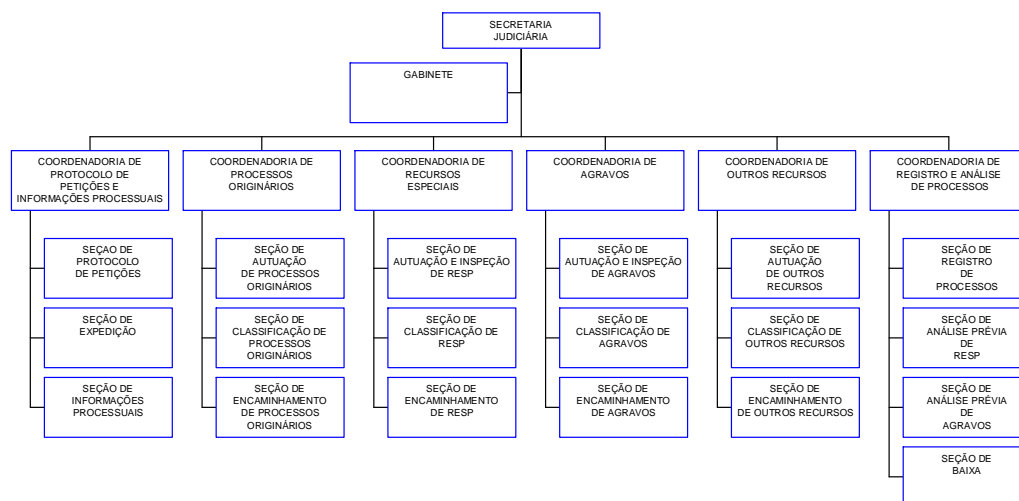 SECRETARIA
JUDICIÁRIA
GABINETE
COORDENADORIA DE
PROTOCOLO DE
PETIÇÕES E
INFORMAÇÕES PROCESSUAIS
COORDENADORIA DE
PROCESSOS
ORIGINÁRIOS
COORDENADORIA DE
RECURSOS
ESPECIAIS
COORDENADORIA DE
AGRAVOS
COORDENADORIA DE
OUTROS RECURSOS
COORDENADORIA DE
REGISTRO E ANÁLISE
DE PROCESSOS
SEÇAO DE
PROTOCOLO
DE PETIÇÕES
SEÇÃO DE
AUTUAÇÃO
DE PROCESSOS
ORIGINÁRIOS
SEÇÃO DE
AUTUAÇÃO E INSPEÇÃO
DE RESP
SEÇÃO DE
AUTUAÇÃO E INSPEÇÃO
DE AGRAVOS
SEÇÃO DE
AUTUAÇÃO
DE OUTROS
RECURSOS
SEÇÃO DE
REGISTRO
DE
PROCESSOS
SEÇÃO DE
EXPEDIÇÃO
SEÇÃO DE
CLASSIFICAÇÃO DE
PROCESSOS
ORIGINÁRIOS
SEÇÃO DE
CLASSIFICAÇÃO DE
RESP
SEÇÃO DE
CLASSIFICAÇÃO DE
AGRAVOS
SEÇÃO DE
CLASSIFICAÇÃO DE
OUTROS RECURSOS
SEÇÃO DE
ANÁLISE PRÉVIA
DE
RESP
SEÇÃO DE
INFORMAÇÕES
PROCESSUAIS
SEÇÃO DE
ENCAMINHAMENTO
DE PROCESSOS
ORIGINÁRIOS
SEÇÃO DE
ENCAMINHAMENTO
DE RESP
SEÇÃO DE
ENCAMINHAMENTO
DE AGRAVOS
SEÇÃO DE
ENCAMINHAMENTO
DE OUTROS RECURSOS
SEÇÃO DE
ANÁLISE PRÉVIA
DE
AGRAVOS
SEÇÃO DE
BAIXA